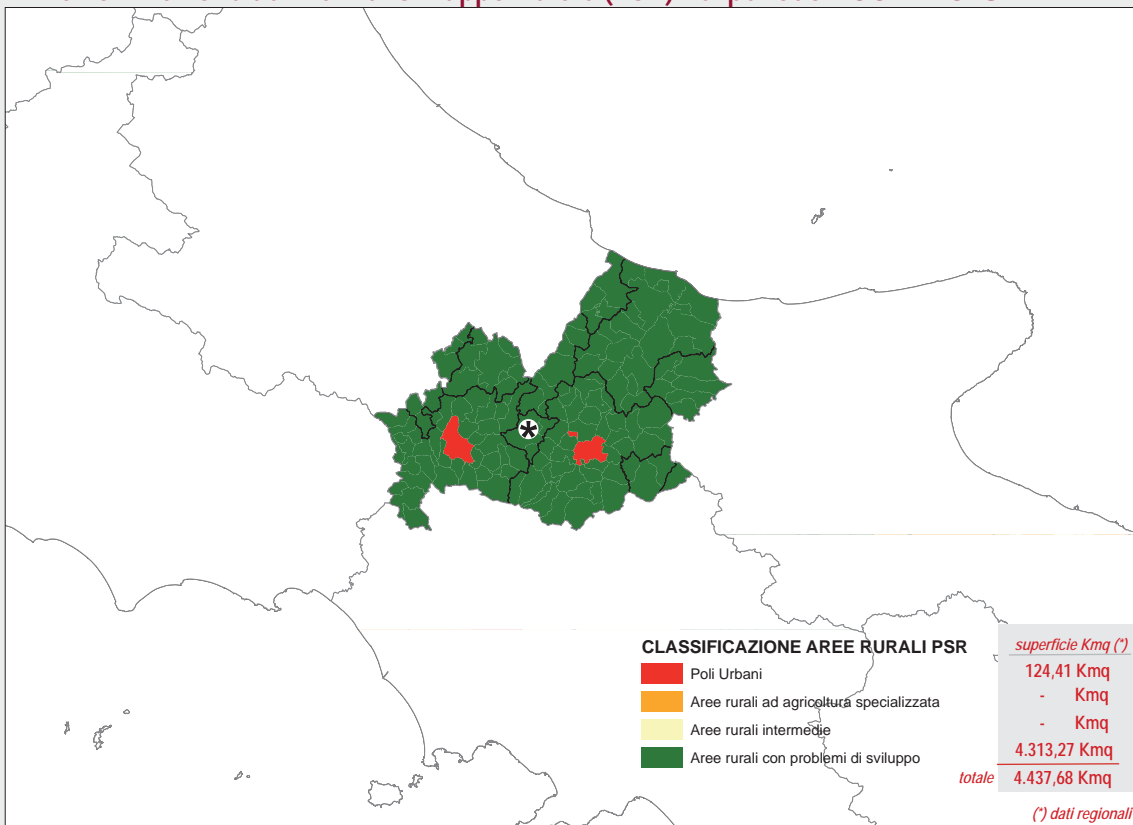 CLASSIFICAZIONE AREE RURALI PSR
superficie Kmq (*)
Poli Urbani
124,41 Kmq
Aree rurali ad agricoltura specializzata
- Kmq
Aree rurali intermedie
- Kmq
Aree rurali con problemi di sviluppo
4.313,27 Kmq
totale 4.437,68 Kmq
(*) dati regionali